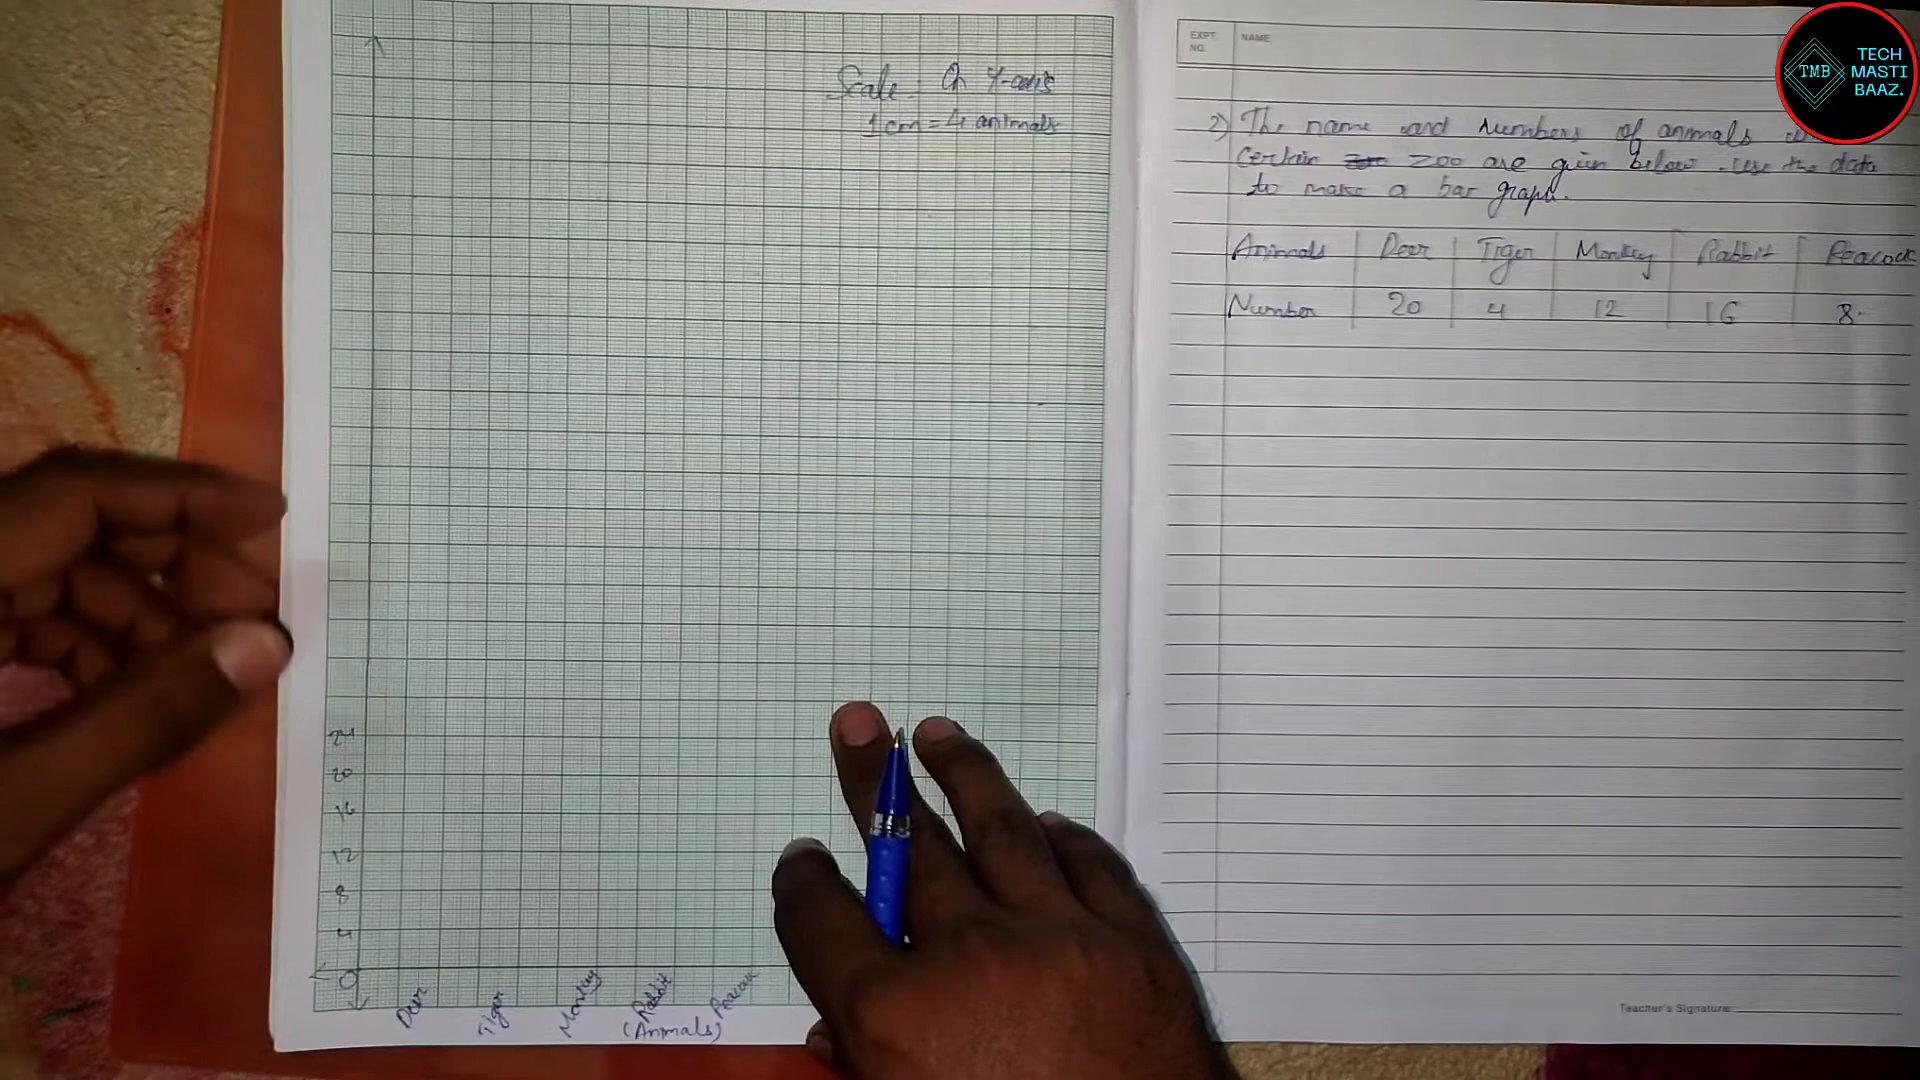 Scale - On Y-axis
1cm = 4 animals
24
20
16
12
8
4
0
Deer Tiger Monkey Rabbit Peacock
(Animals)
EXPT. NO. NAME
TMB TECH MASTI BAAZ.
2) The name and numbers of animals
certain zoo are given below. Use the data
to make a bar graph.
Animals Deer Tiger Monkey Rabbit Peacock
Number 20 4 12 16 8
Teacher's Signature: